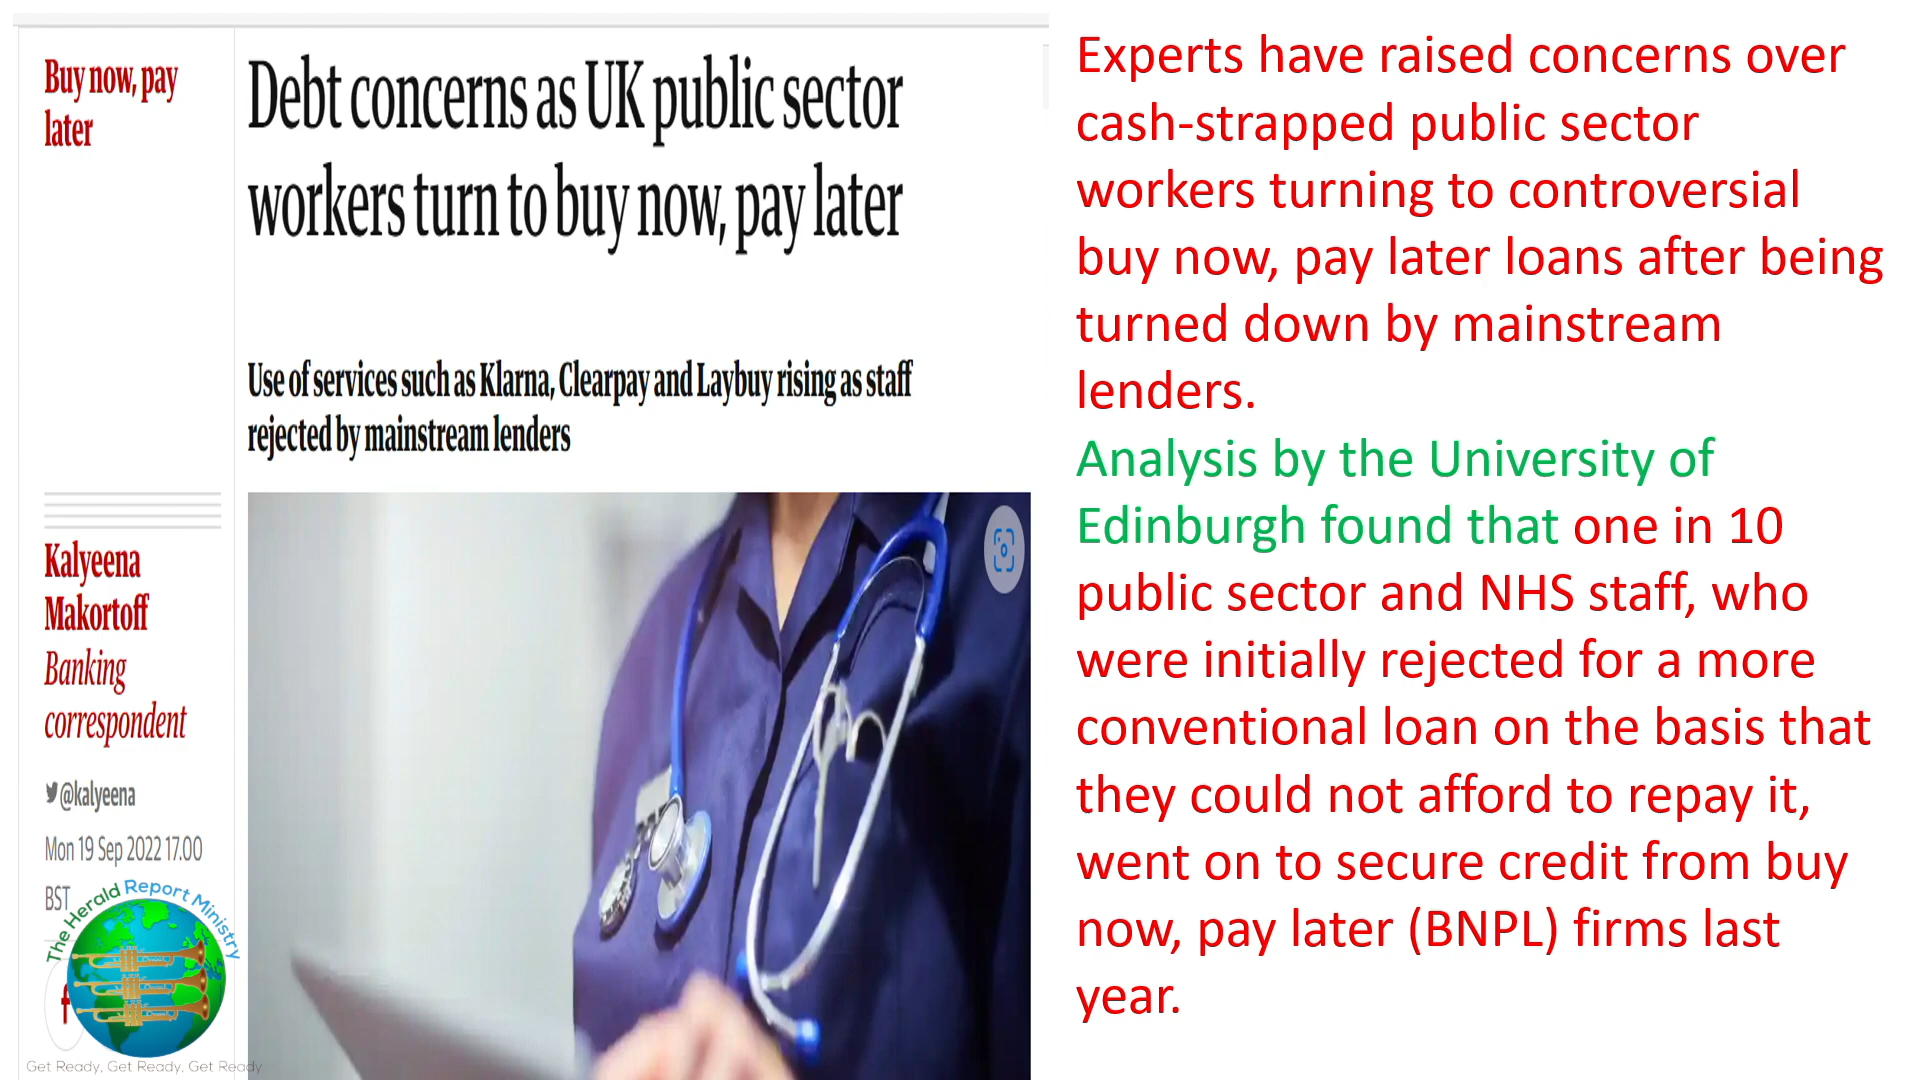 Buy now, pay
later
Debt concerns as UK public sector
workers turn to buy now, pay later
Use of services such as Klarna, Clearpay and Laybuy rising as staff
rejected by mainstream lenders
Kalyeena
Makortoff
Banking
correspondent
@kalyeena
Mon 19 Sep 2022 17.00
BST
f
The Herald Report Ministry
Get Ready, Get Ready, Get Ready
Experts have raised concerns over
cash-strapped public sector
workers turning to controversial
buy now, pay later loans after being
turned down by mainstream
lenders.
Analysis by the University of
Edinburgh found that one in 10
public sector and NHS staff, who
were initially rejected for a more
conventional loan on the basis that
they could not afford to repay it,
went on to secure credit from buy
now, pay later (BNPL) firms last
year.